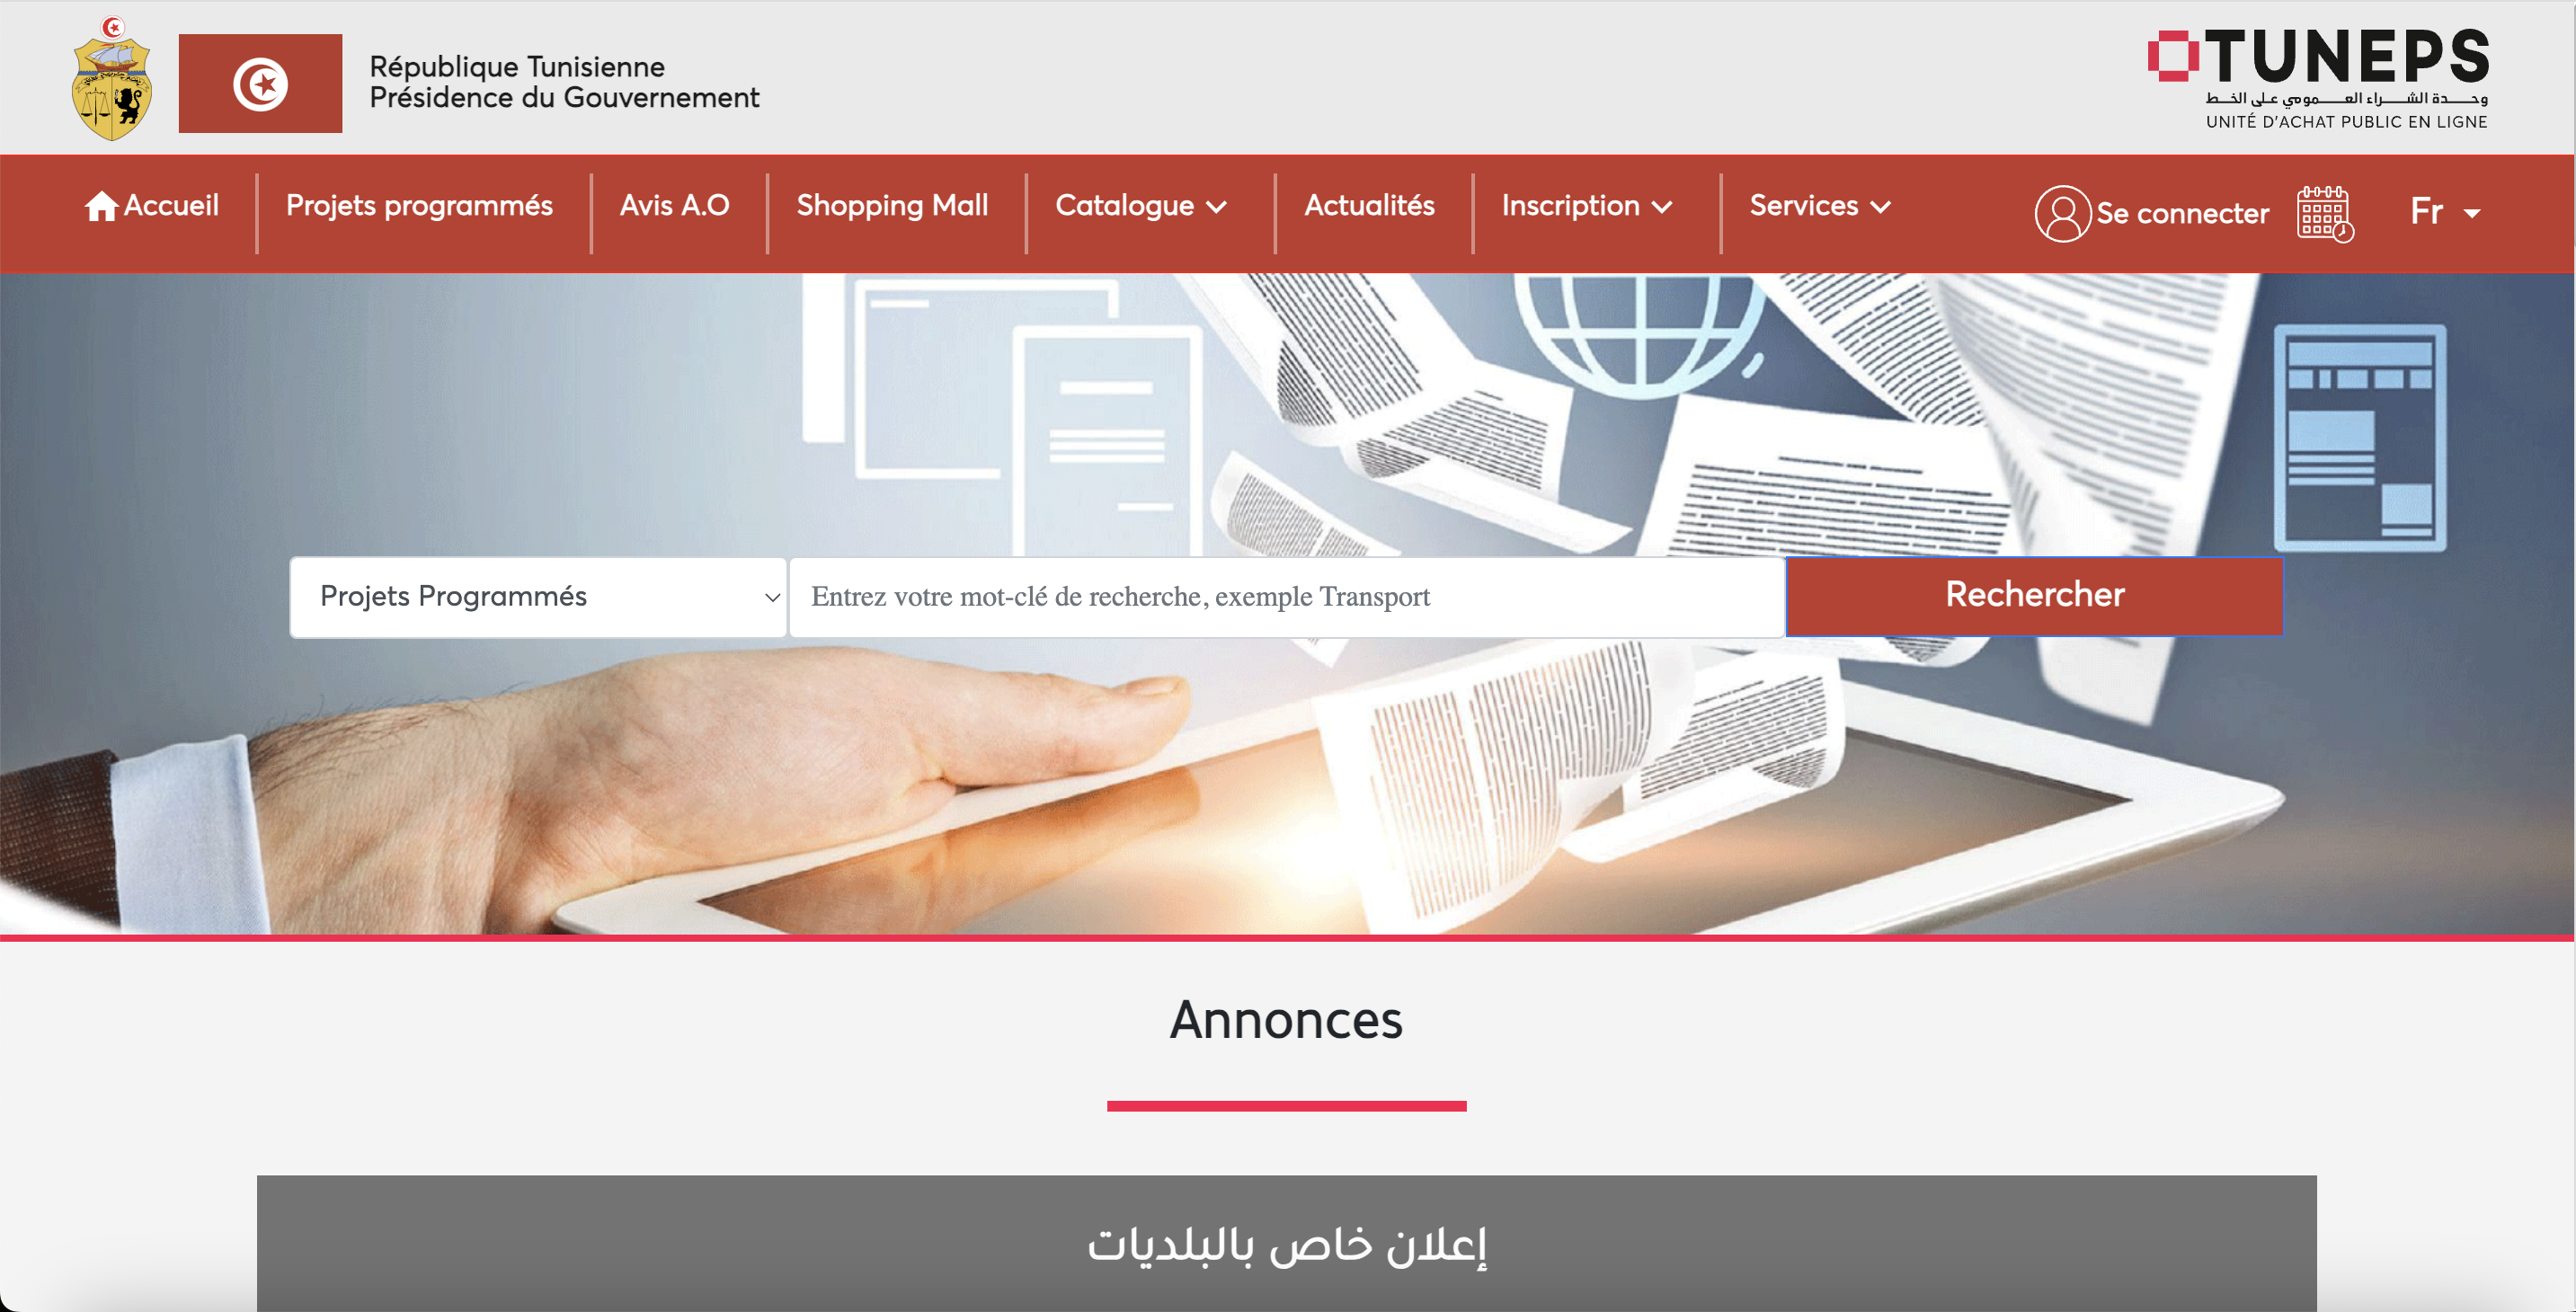 République Tunisienne
Présidence du Gouvernement
TUNEPS
وحدة الشراء العمومي على الخط
UNITÉ D'ACHAT PUBLIC EN LIGNE
Accueil
Projets programmés
Avis A.O
Shopping Mall
Catalogue
Actualités
Inscription
Services
Se connecter
Fr
Projets Programmés
Entrez votre mot-clé de recherche, exemple Transport
Rechercher
Annonces
إعلان خاص بالبلديات